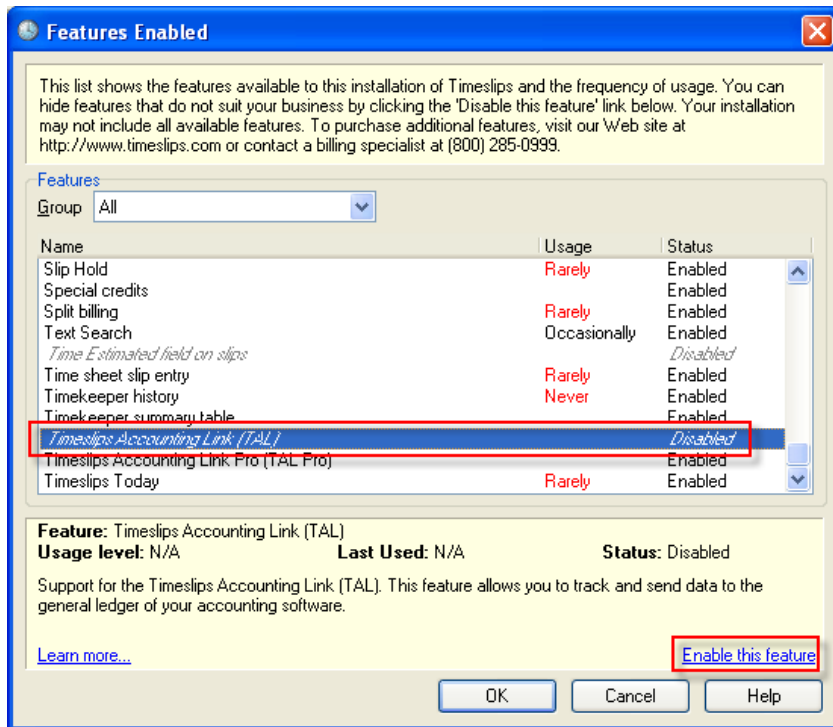 Features Enabled
This list shows the features available to this installation of Timeslips and the frequency of usage. You can
hide features that do not suit your business by clicking the 'Disable this feature' link below. Your installation
may not include all available features. To purchase additional features, visit our Web site at
http://www.timeslips.com or contact a billing specialist at (800) 285-0999.
Features
Group All
Name Usage Status
Slip Hold Rarely Enabled
Special credits Enabled
Split billing Rarely Enabled
Text Search Occasionally Enabled
Time Estimated field on slips Disabled
Time sheet slip entry Rarely Enabled
Timekeeper history Never Enabled
Timekeeper summary table Enabled
Timeslips Accounting Link (TAL) Disabled
Timeslips Accounting Link Pro (TAL Pro) Enabled
Timeslips Today Rarely Enabled
Feature: Timeslips Accounting Link (TAL)
Usage level: N/A Last Used: N/A Status: Disabled
Support for the Timeslips Accounting Link (TAL). This feature allows you to track and send data to the
general ledger of your accounting software.
Learn more... Enable this feature
OK Cancel Help